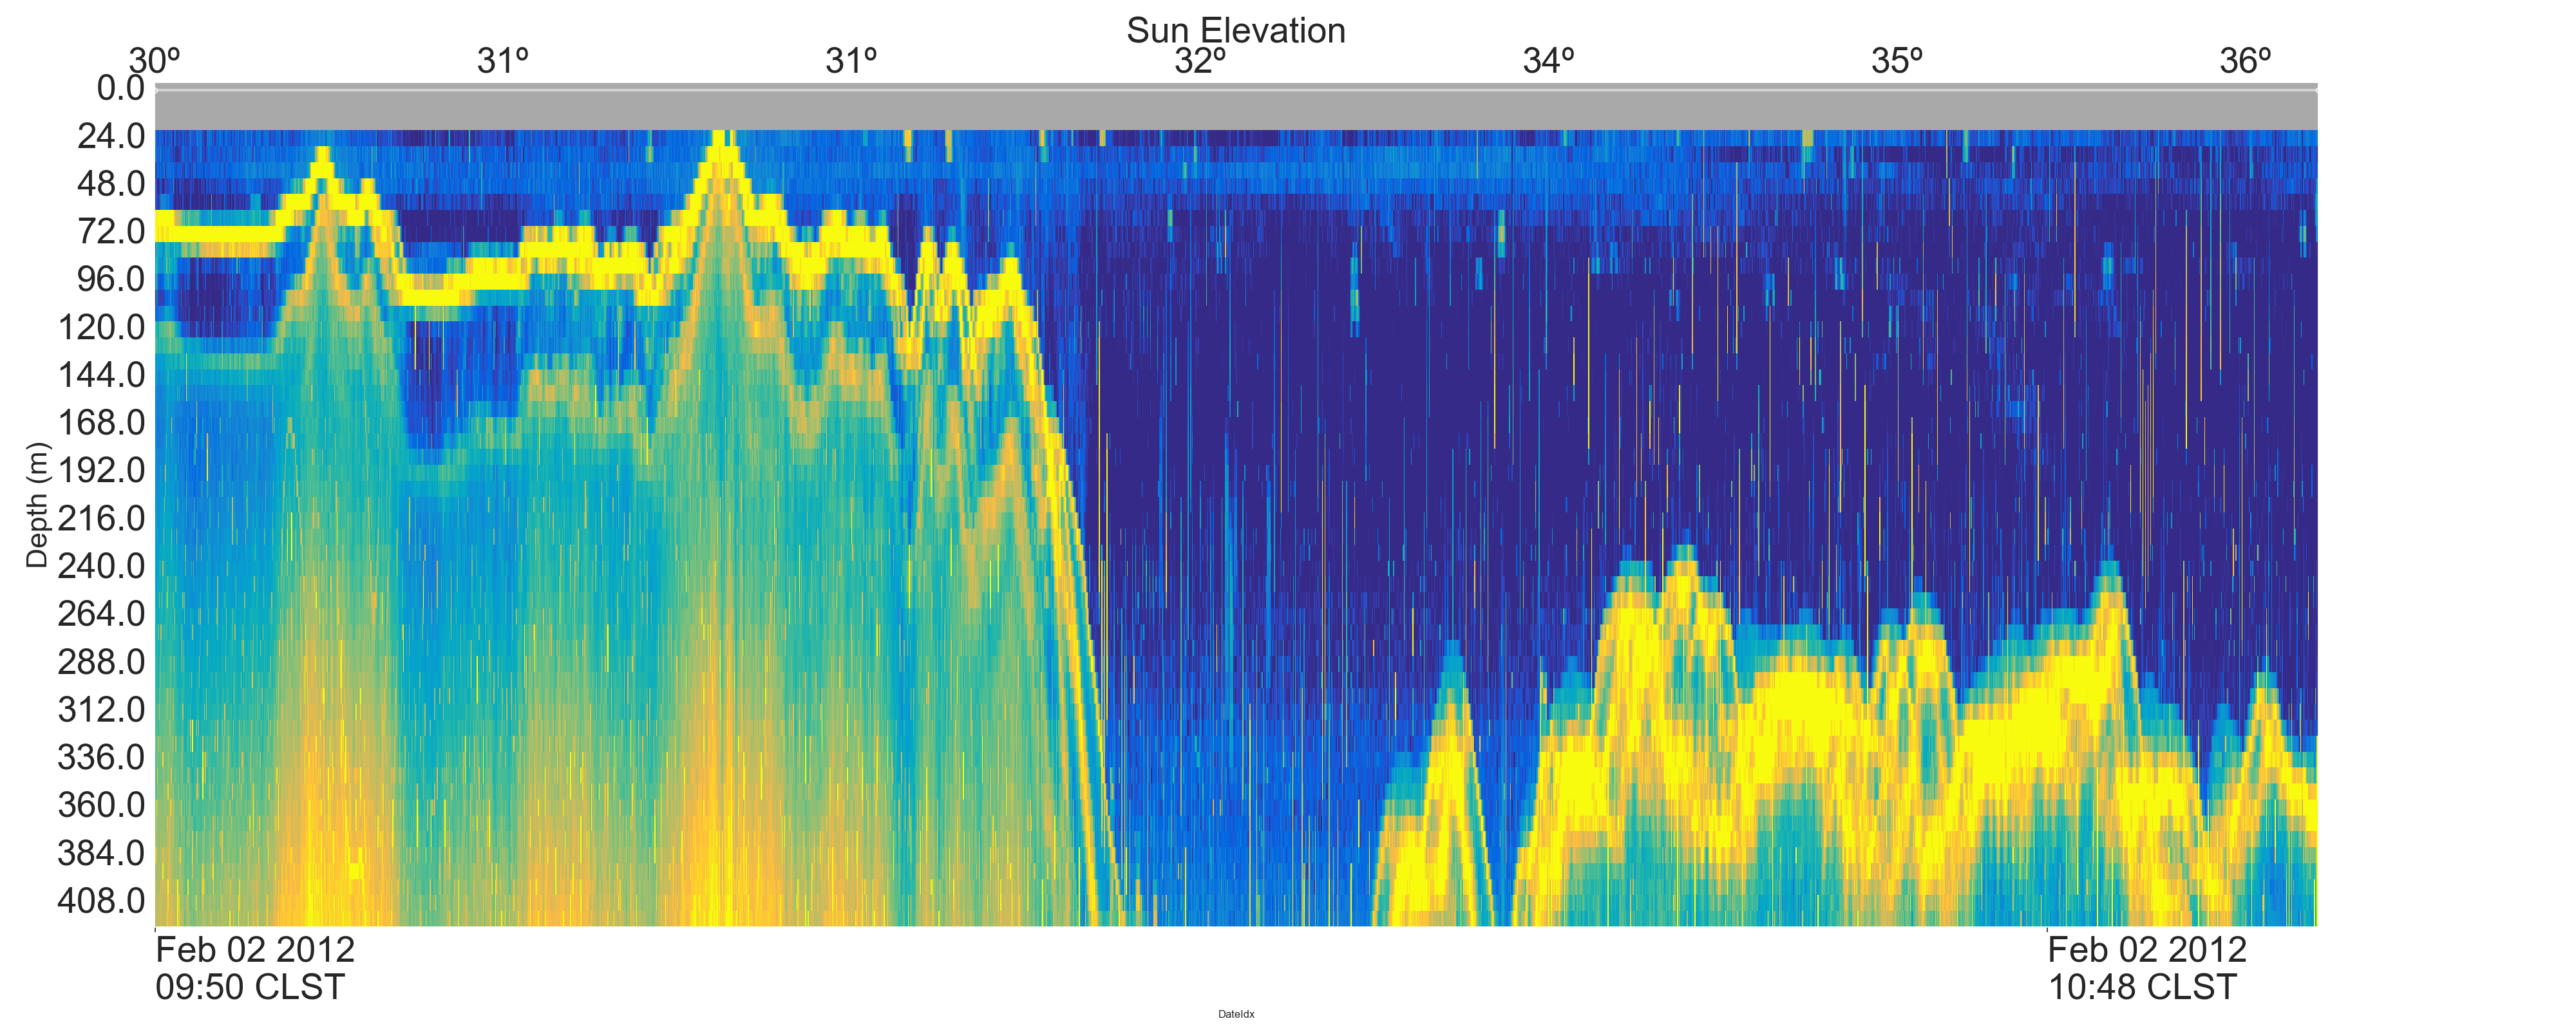 Sun Elevation
30º 31º 31º 32º 34º 35º 36º
0.0
24.0
48.0
72.0
96.0
120.0
144.0
168.0
192.0
216.0
240.0
264.0
288.0
312.0
336.0
360.0
384.0
408.0
Depth (m)
Feb 02 2012
09:50 CLST
Feb 02 2012
10:48 CLST
DateIdx